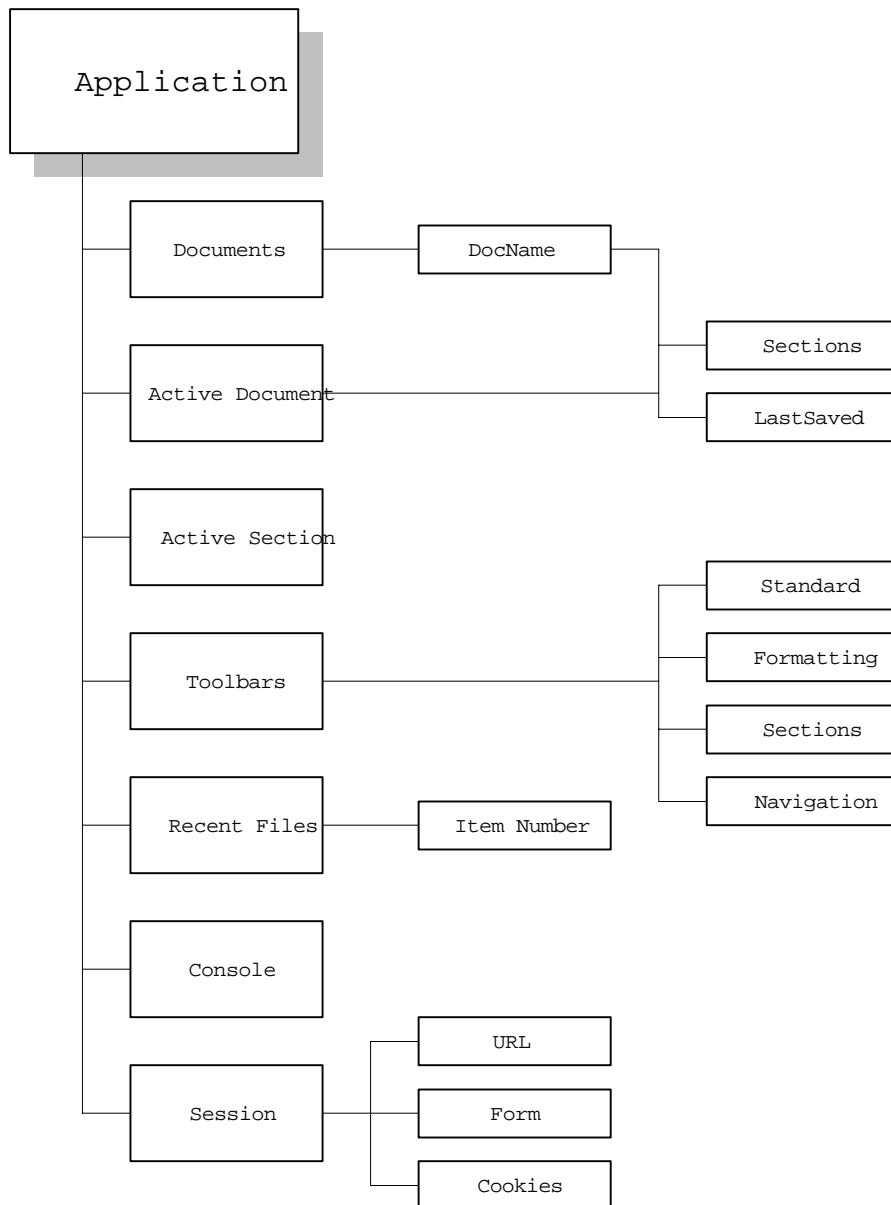 Application
Documents
DocName
Sections
Active Document
LastSaved
Active Section
Standard
Formatting
Toolbars
Sections
Navigation
Recent Files
Item Number
Console
URL
Session
Form
Cookies